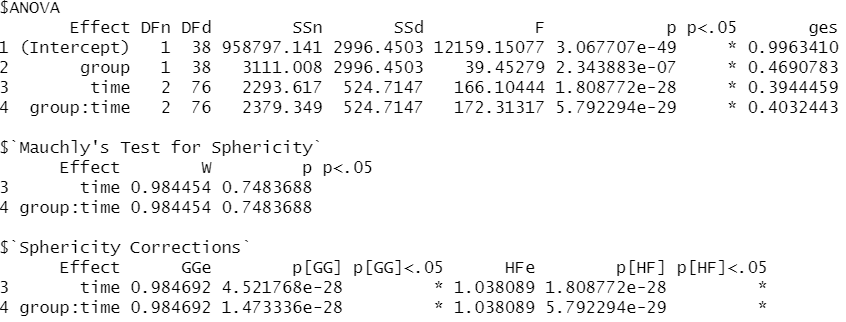 $ANOVA
Effect DFn DFd SSn SSd F p p<.05 ges
1 (Intercept) 1 38 958797.141 2996.4503 12159.15077 3.067707e-49 * 0.9963410
2 group 1 38 3111.008 2996.4503 39.45279 2.343883e-07 * 0.4690783
3 time 2 76 2293.617 524.7147 166.10444 1.808772e-28 * 0.3944459
4 group:time 2 76 2379.349 524.7147 172.31317 5.792294e-29 * 0.4032443
$`Mauchly's Test for Sphericity`
Effect W p p<.05
3 time 0.984454 0.7483688
4 group:time 0.984454 0.7483688
$`Sphericity Corrections`
Effect GGe p[GG] p[GG]<.05 HFe p[HF] p[HF]<.05
3 time 0.984692 4.521768e-28 * 1.038089 1.808772e-28 *
4 group:time 0.984692 1.473336e-28 * 1.038089 5.792294e-29 *